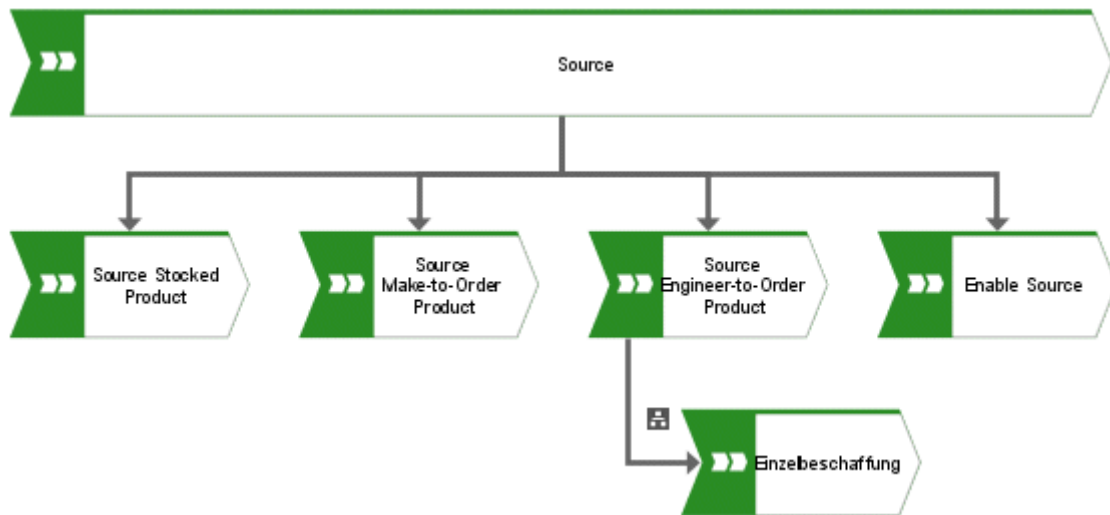 Source
Source Stocked
Product
Source
Make-to-Order
Product
Source
Engineer-to-Order
Product
Enable Source
Einzelbeschaffung